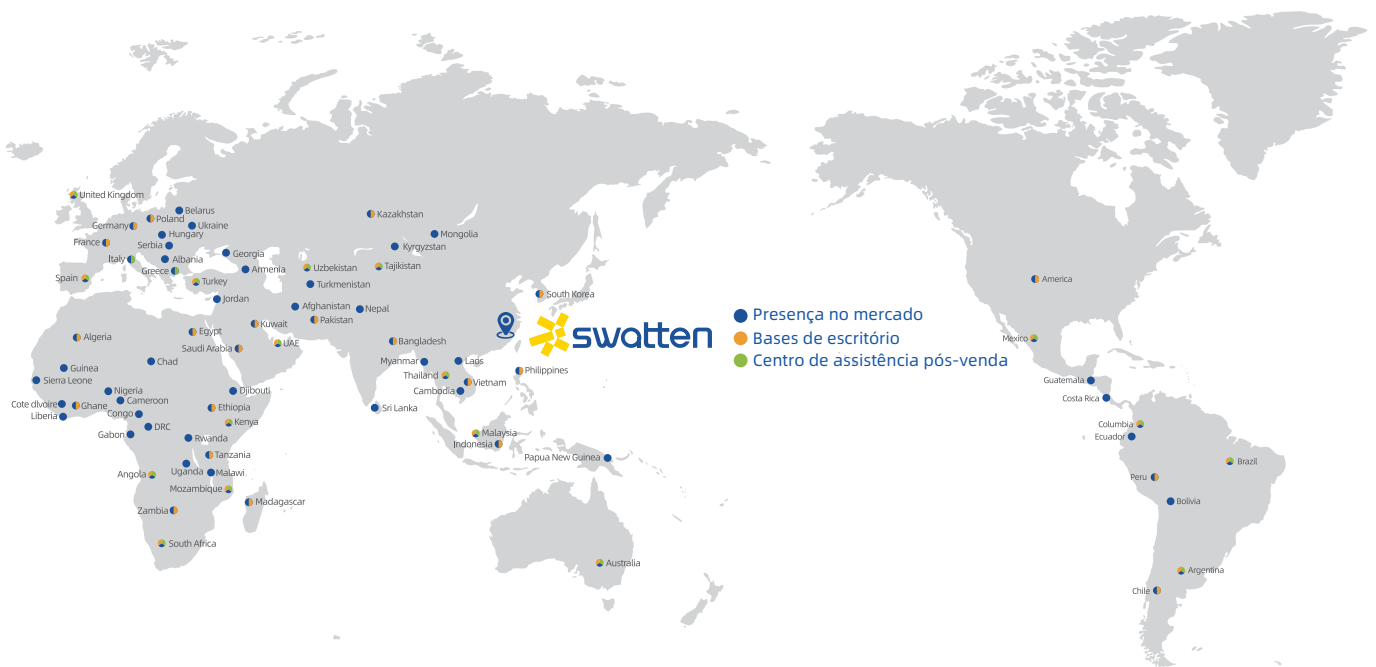 United Kingdom
Belarus
Poland
Germany
Ukraine
Hungary
France
Serbia
Georgia
Italy
Albania
Greece
Armenia
Spain
Turkey
Jordan
Kazakhstan
Mongolia
Kyrgyzstan
Uzbekistan
Tajikistan
Turkmenistan
South Korea
Afghanistan
Nepal
Pakistan
Kuwait
Egypt
Algeria
Saudi Arabia
UAE
Bangladesh
swatten
Presença no mercado
Bases de escritório
Centro de assistência pós-venda
Chad
Guinea
Sierra Leone
Myanmar
Laos
Thailand
Philippines
Vietnam
Cambodia
Nigeria
Djibouti
Cameroon
Cote dlvoire
Ghane
Ethiopia
Sri Lanka
Liberia
Congo
Kenya
DRC
Gabon
Rwanda
Malaysia
Indonesia
Tanzania
Papua New Guinea
Uganda
Malawi
Angola
Mozambique
Madagascar
Zambia
South Africa
Australia
America
Mexico
Guatemala
Costa Rica
Columbia
Ecuador
Brazil
Peru
Bolivia
Argentina
Chile